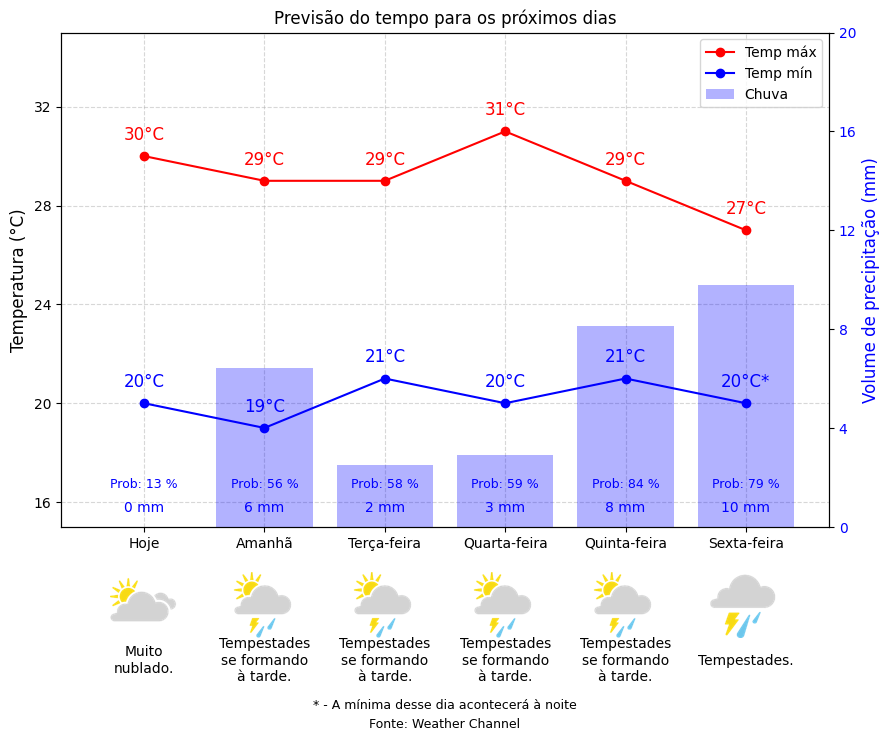 Previsão do tempo para os próximos dias
Temp máx
Temp mín
Chuva
Temperatura (°C)
32
28
24
20
16
Volume de precipitação (mm)
20
16
12
8
4
0
30°C
29°C
29°C
31°C
29°C
27°C
20°C
19°C
21°C
20°C
21°C
20°C*
Prob: 13 %
Prob: 56 %
Prob: 58 %
Prob: 59 %
Prob: 84 %
Prob: 79 %
0 mm
6 mm
2 mm
3 mm
8 mm
10 mm
Hoje
Amanhã
Terça-feira
Quarta-feira
Quinta-feira
Sexta-feira
Muito
nublado.
Tempestades
se formando
à tarde.
Tempestades
se formando
à tarde.
Tempestades
se formando
à tarde.
Tempestades
se formando
à tarde.
Tempestades.
* - A mínima desse dia acontecerá à noite
Fonte: Weather Channel